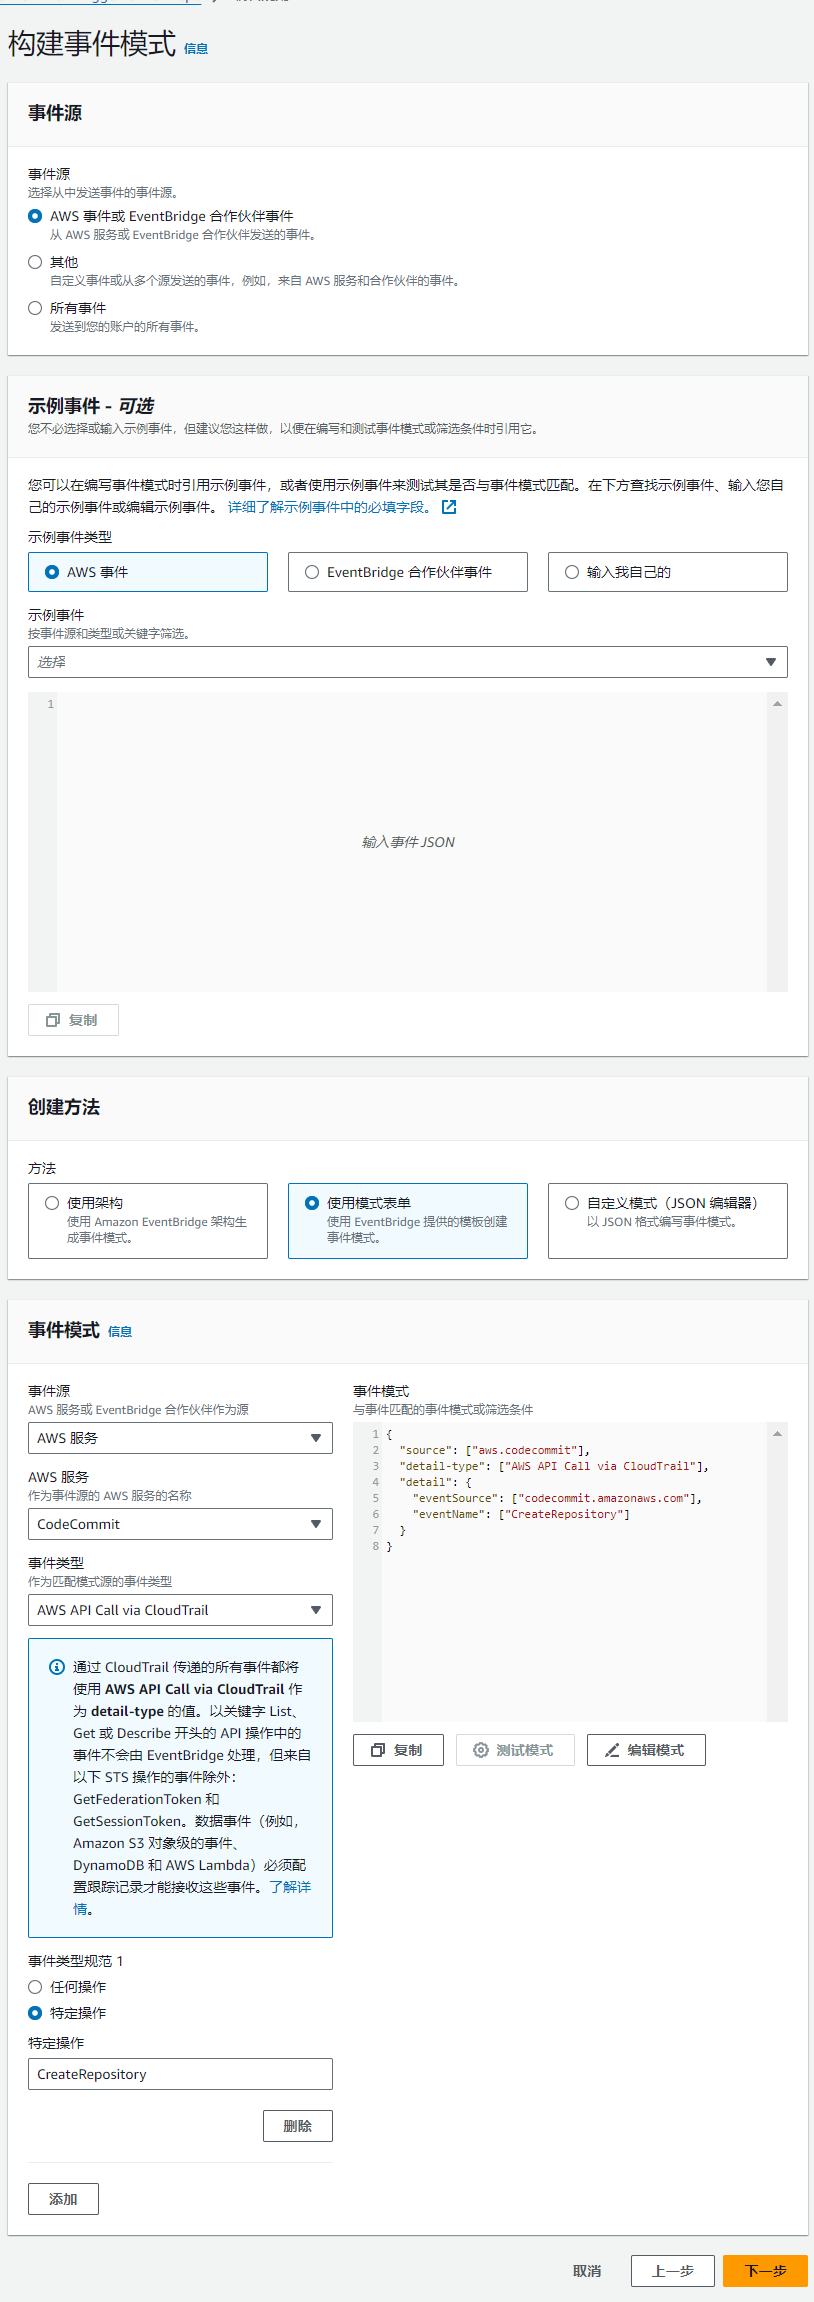 构建事件模式 信息
事件源
事件源
选择从中发送事件的事件源。
AWS 事件或 EventBridge 合作伙伴事件
从 AWS 服务或 EventBridge 合作伙伴发送的事件。
其他
自定义事件或从多个源发送的事件，例如，来自 AWS 服务和合作伙伴的事件。
所有事件
发送到您的账户的所有事件。
示例事件 - 可选
您不必选择或输入示例事件，但建议您这样做，以便在编写和测试事件模式或筛选条件时引用它。
您可以在编写事件模式时引用示例事件，或者使用示例事件来测试其是否与事件模式匹配。在下方查找示例事件、输入您自
己的示例事件或编辑示例事件。 详细了解示例事件中的必填字段。
示例事件类型
AWS 事件
EventBridge 合作伙伴事件
输入我自己的
示例事件
按事件源和类型或关键字筛选。
选择
1
输入事件 JSON
复制
创建方法
方法
使用架构
使用 Amazon EventBridge 架构生
成事件模式。
使用模式表单
使用 EventBridge 提供的模板创建
事件模式。
自定义模式（JSON 编辑器）
以 JSON 格式编写事件模式。
事件模式 信息
事件源
AWS 服务或 EventBridge 合作伙伴作为源
AWS 服务
AWS 服务
作为事件源的 AWS 服务的名称
CodeCommit
事件类型
作为匹配模式源的事件类型
AWS API Call via CloudTrail
通过 CloudTrail 传递的所有事件都将
使用 AWS API Call via CloudTrail 作
为 detail-type 的值。以关键字 List、
Get 或 Describe 开头的 API 操作中的
事件不会由 EventBridge 处理，但来自
以下 STS 操作的事件除外：
GetFederationToken 和
GetSessionToken。数据事件（例如，
Amazon S3 对象级的事件、
DynamoDB 和 AWS Lambda）必须配
置跟踪记录才能接收这些事件。了解详
情。
事件类型规范 1
任何操作
特定操作
特定操作
CreateRepository
删除
添加
事件模式
与事件匹配的事件模式或筛选条件
1 {
2 "source": ["aws.codecommit"],
3 "detail-type": ["AWS API Call via CloudTrail"],
4 "detail": {
5 "eventSource": ["codecommit.amazonaws.com"],
6 "eventName": ["CreateRepository"]
7 }
8 }
复制
测试模式
编辑模式
取消
上一步
下一步